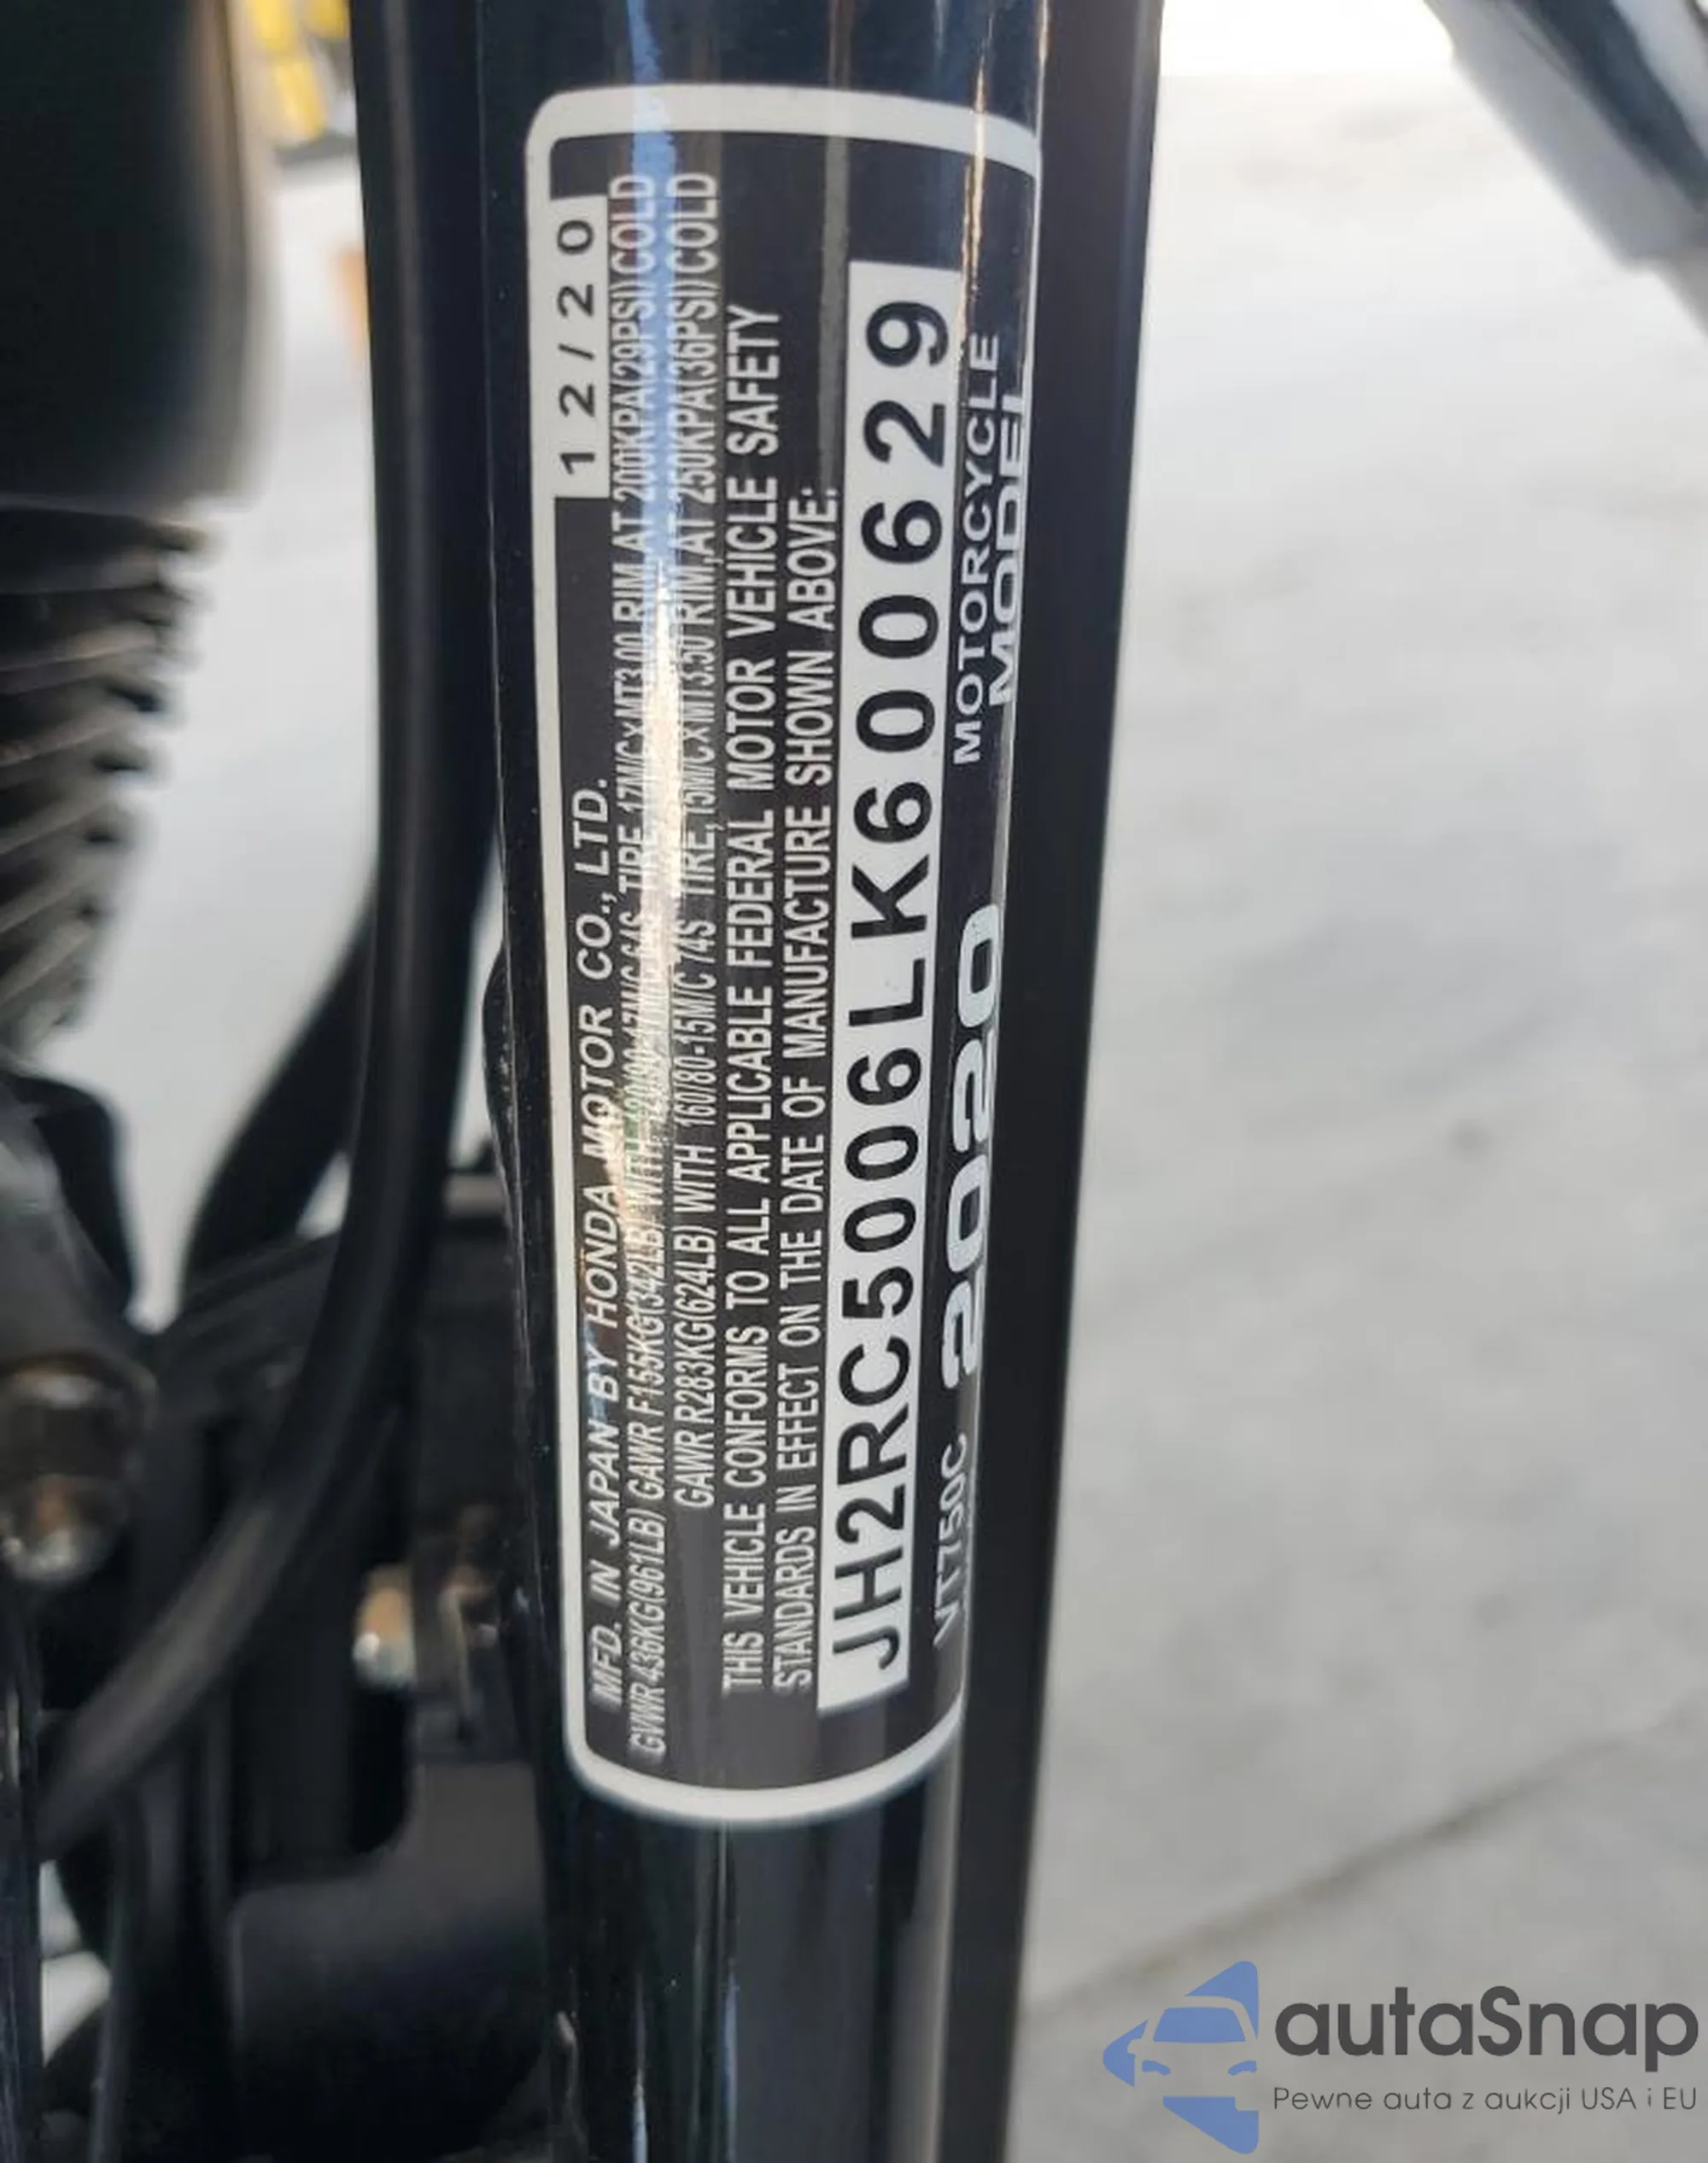 MFD. IN JAPAN BY HONDA MOTOR CO., LTD. 12/20
GVWR 436KG(961LB) GAWR F155KG(342LB) WITH 17M/C TIRE, 17M/C×MT3.00 RIM, AT 200KPA(29PSI)COLD
GAWR R283KG(624LB) WITH 160/80-15M/C 74S TIRE, 15M/C×MT3.50 RIM, AT 250KPA(36PSI)COLD
THIS VEHICLE CONFORMS TO ALL APPLICABLE FEDERAL MOTOR VEHICLE SAFETY
STANDARDS IN EFFECT ON THE DATE OF MANUFACTURE SHOWN ABOVE:
JH2RC5006LK600629
VT750C 2020 MOTORCYCLE
MODEL
autaSnap
Pewne auta z aukcji USA i EU